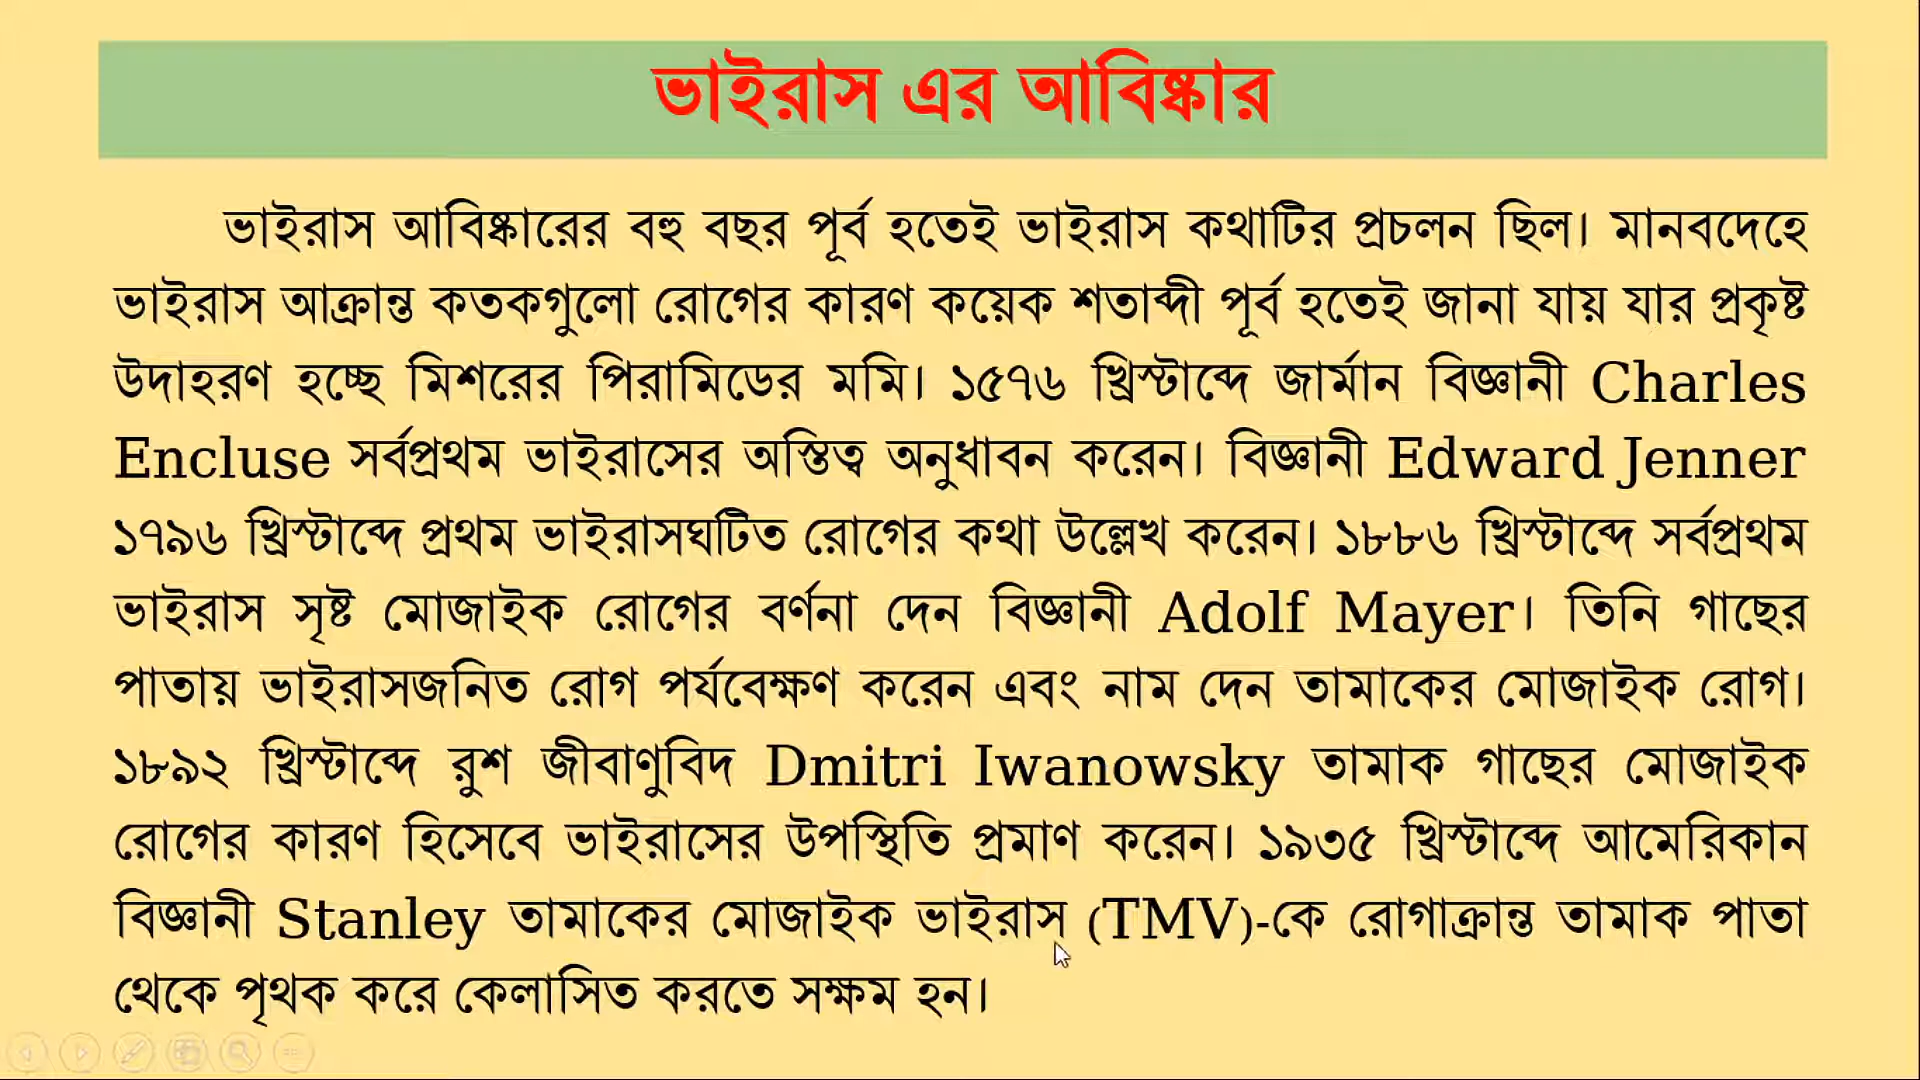 ভাইরাস এর আবিষ্কার
ভাইরাস আবিষ্কারের বহু বছর পূর্ব হতেই ভাইরাস কথাটির প্রচলন ছিল। মানবদেহে
ভাইরাস আক্রান্ত কতকগুলো রোগের কারণ কয়েক শতাব্দী পূর্ব হতেই জানা যায় যার প্রকৃষ্ট
উদাহরণ হচ্ছে মিশরের পিরামিডের মমি। ১৫৭৬ খ্রিস্টাব্দে জার্মান বিজ্ঞানী Charles
Encluse সর্বপ্রথম ভাইরাসের অস্তিত্ব অনুধাবন করেন। বিজ্ঞানী Edward Jenner
১৭৯৬ খ্রিস্টাব্দে প্রথম ভাইরাসঘটিত রোগের কথা উল্লেখ করেন। ১৮৮৬ খ্রিস্টাব্দে সর্বপ্রথম
ভাইরাস সৃষ্ট মোজাইক রোগের বর্ণনা দেন বিজ্ঞানী Adolf Mayer। তিনি গাছের
পাতায় ভাইরাসজনিত রোগ পর্যবেক্ষণ করেন এবং নাম দেন তামাকের মোজাইক রোগ।
১৮৯২ খ্রিস্টাব্দে রুশ জীবাণুবিদ Dmitri Iwanowsky তামাক গাছের মোজাইক
রোগের কারণ হিসেবে ভাইরাসের উপস্থিতি প্রমাণ করেন। ১৯৩৫ খ্রিস্টাব্দে আমেরিকান
বিজ্ঞানী Stanley তামাকের মোজাইক ভাইরাস (TMV)-কে রোগাক্রান্ত তামাক পাতা
থেকে পৃথক করে কেলাসিত করতে সক্ষম হন।